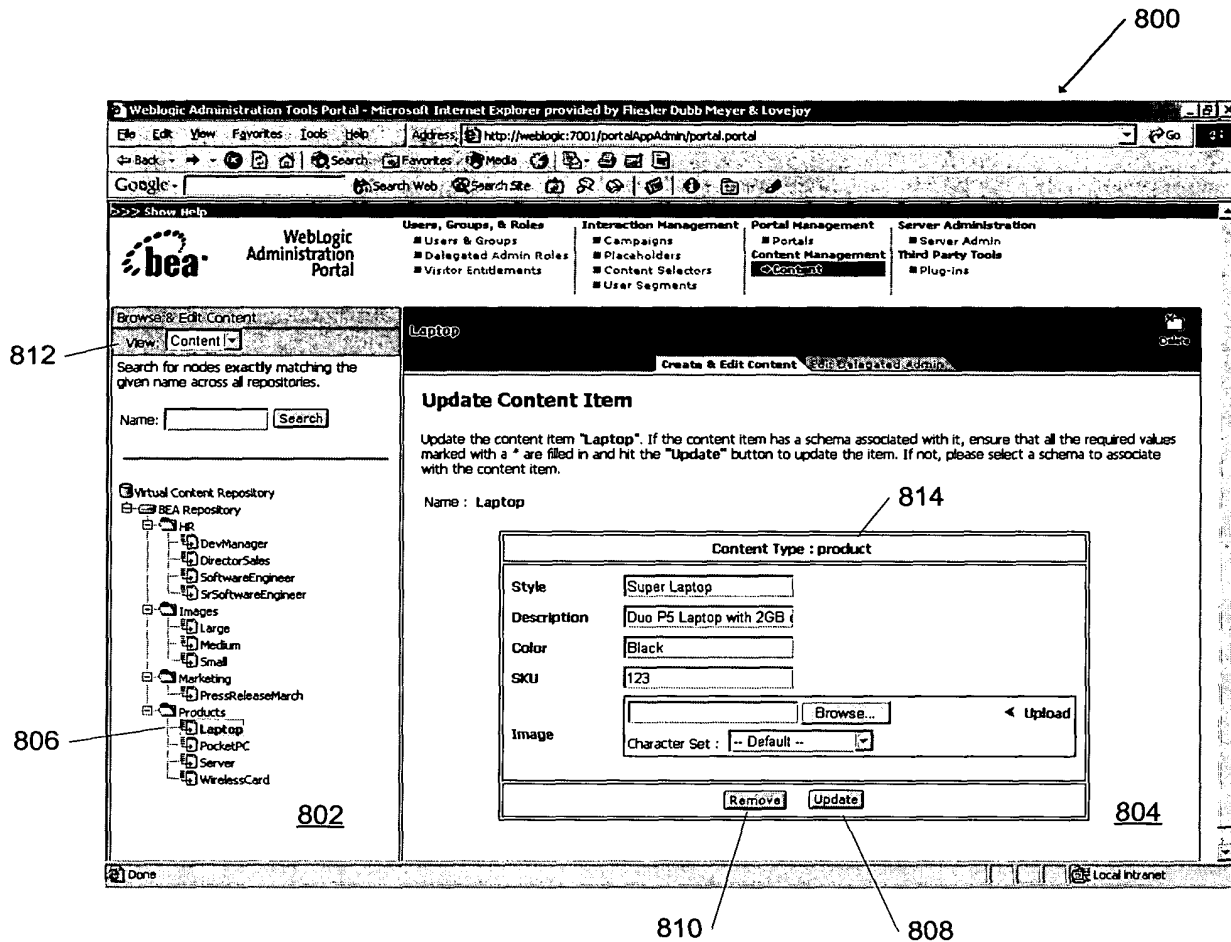 800
Weblogic Administration Tools Portal - Microsoft Internet Explorer provided by Fliesler Dubb Meyer & Lovejoy
File Edit View Favorites Tools Help Address http://weblogic:7001/portalAppAdmin/portal.portal Go
Back Search Favorites Media
Google Search Web Search Site
>>> Show Help
bea WebLogic Administration Portal
Users, Groups, & Roles
Users & Groups
Delegated Admin Roles
Visitor Entitlements
Interaction Management
Campaigns
Placeholders
Content Selectors
User Segments
Portal Management
Portals
Content Management
Content
Server Administration
Server Admin
Third Party Tools
Plug-ins
812
Browse & Edit Content
View: Content
Search for nodes exactly matching the
given name across all repositories.
Name: Search
Virtual Content Repository
BEA Repository
HR
DevManager
DirectorSales
SoftwareEngineer
SrSoftwareEngineer
Images
Large
Medium
Small
Marketing
PressReleaseMarch
Products
806
Laptop
PocketPC
Server
WirelessCard
802
Laptop
Delete
Create & Edit Content Edit Delegated Admin
Update Content Item
Update the content item "Laptop". If the content item has a schema associated with it, ensure that all the required values
marked with a * are filled in and hit the "Update" button to update the item. If not, please select a schema to associate
with the content item.
Name : Laptop
814
Content Type : product
Style Super Laptop
Description Duo P5 Laptop with 2GB
Color Black
SKU 123
Image Browse... Upload
Character Set : -- Default --
Remove Update
804
Done Local intranet
810
808